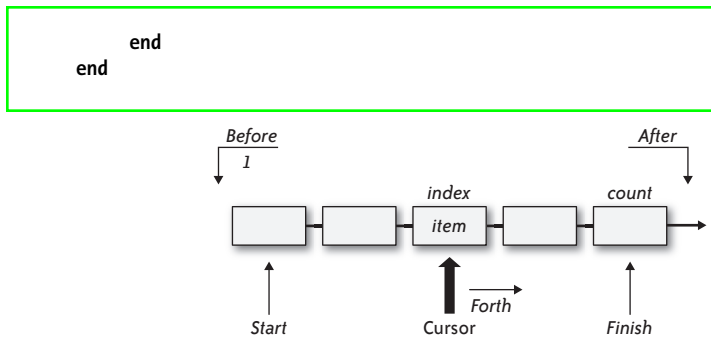 end
end
Before After
1
index count
item
Forth
Start Cursor Finish